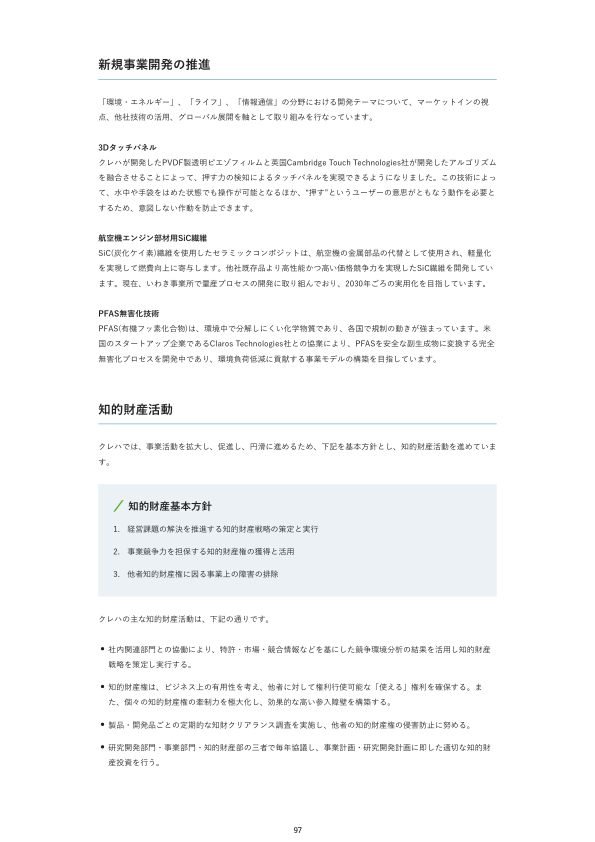 新規事業開発の推進
「環境・エネルギー」、「ライフ」、「情報通信」の分野における開発テーマについて、マーケットインの視
点、他社技術の活用、グローバル展開を軸として取り組みを行なっています。
3Dタッチパネル
クレハが開発したPVDF製透明ピエゾフィルムと英国Cambridge Touch Technologies社が開発したアルゴリズム
を融合させることによって、押す力の検知によるタッチパネルを実現できるようになりました。この技術によっ
て、水中や手袋をはめた状態でも操作が可能となるほか、“押す”というユーザーの意思がともなう動作を必要と
するため、意図しない作動を防止できます。
航空機エンジン部材用SiC繊維
SiC(炭化ケイ素)繊維を使用したセラミックコンポジットは、航空機の金属部品の代替として使用され、軽量化
を実現して燃費向上に寄与します。他社既存品より高性能かつ高い価格競争力を実現したSiC繊維を開発してい
ます。現在、いわき事業所で量産プロセスの開発に取り組んでおり、2030年ごろの実用化を目指しています。
PFAS無害化技術
PFAS(有機フッ素化合物)は、環境中で分解しにくい化学物質であり、各国で規制の動きが強まっています。米
国のスタートアップ企業であるClaros Technologies社との協業により、PFASを安全な副生成物に変換する完全
無害化プロセスを開発中であり、環境負荷低減に貢献する事業モデルの構築を目指しています。
知的財産活動
クレハでは、事業活動を拡大し、促進し、円滑に進めるため、下記を基本方針とし、知的財産活動を進めていま
す。
知的財産基本方針
1. 経営課題の解決を推進する知的財産戦略の策定と実行
2. 事業競争力を担保する知的財産権の獲得と活用
3. 他者知的財産権に因る事業上の障害の排除
クレハの主な知的財産活動は、下記の通りです。
• 社内関連部門との協働により、特許・市場・競合情報などを基にした競争環境分析の結果を活用し知的財産
戦略を策定し実行する。
• 知的財産権は、ビジネス上の有用性を考え、他者に対して権利行使可能な「使える」権利を確保する。ま
た、個々の知的財産権の牽制力を極大化し、効果的な高い参入障壁を構築する。
• 製品・開発品ごとの定期的な知財クリアランス調査を実施し、他者の知的財産権の侵害防止に努める。
• 研究開発部門・事業部門・知的財産部の三者で毎年協議し、事業計画・研究開発計画に即した適切な知的財
産投資を行う。
97